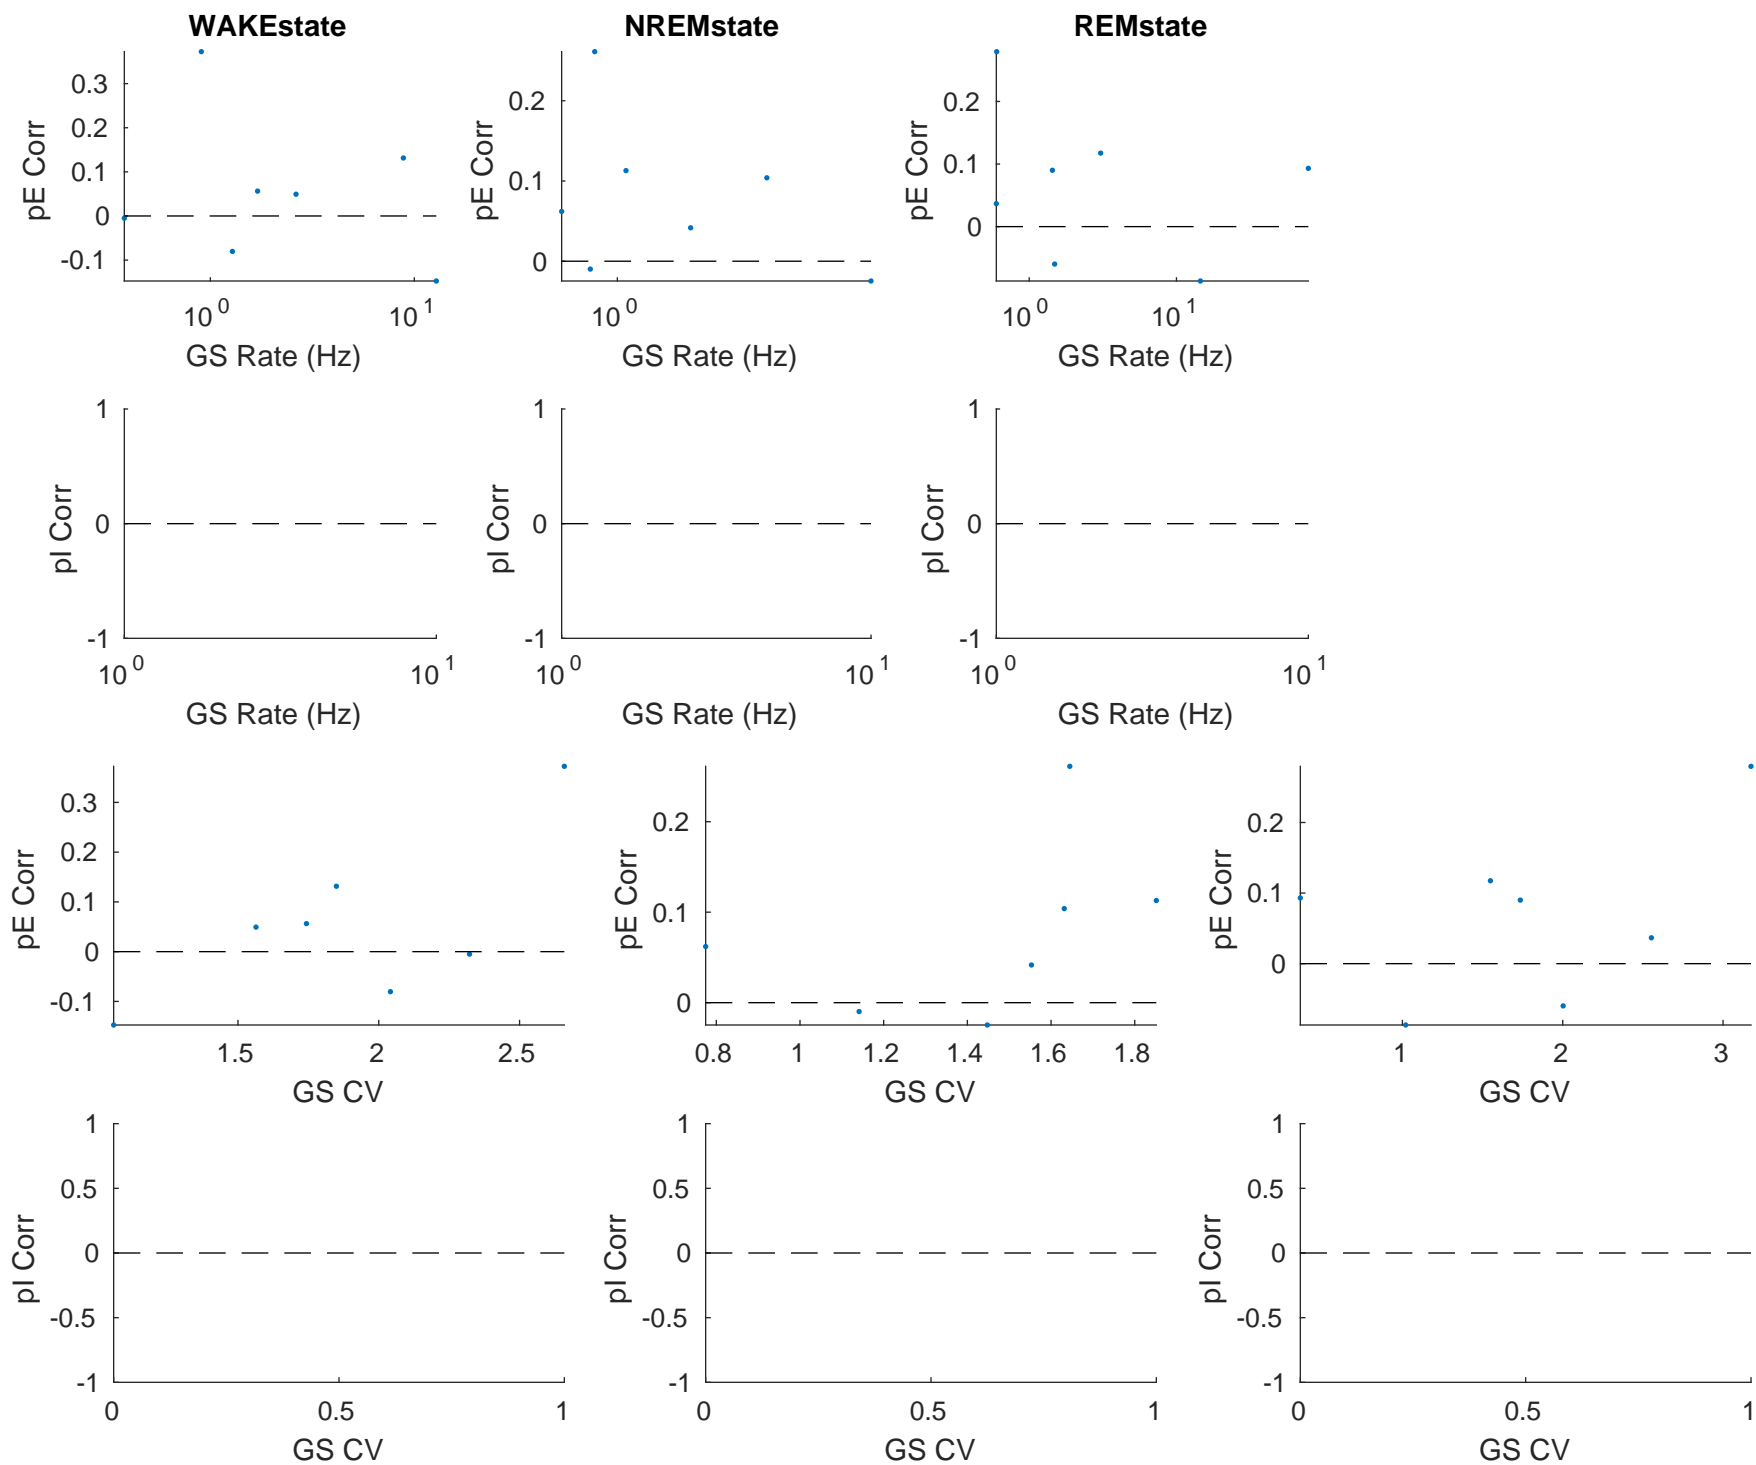 WAKEstate NREMstate REMstate
pE Corr 0.3 0.2 0.1 0 -0.1
10^0 10^1
GS Rate (Hz)
pE Corr 0.2 0.1 0
10^0
GS Rate (Hz)
pE Corr 0.2 0.1 0
10^0 10^1
GS Rate (Hz)
pI Corr 1 0 -1
10^0 10^1
GS Rate (Hz)
pI Corr 1 0 -1
10^0 10^1
GS Rate (Hz)
pI Corr 1 0 -1
10^0 10^1
GS Rate (Hz)
pE Corr 0.3 0.2 0.1 0 -0.1
1.5 2 2.5
GS CV
pE Corr 0.2 0.1 0
0.8 1 1.2 1.4 1.6 1.8
GS CV
pE Corr 0.2 0.1 0
1 2 3
GS CV
pI Corr 1 0.5 0 -0.5 -1
0 0.5 1
GS CV
pI Corr 1 0.5 0 -0.5 -1
0 0.5 1
GS CV
pI Corr 1 0.5 0 -0.5 -1
0 0.5 1
GS CV